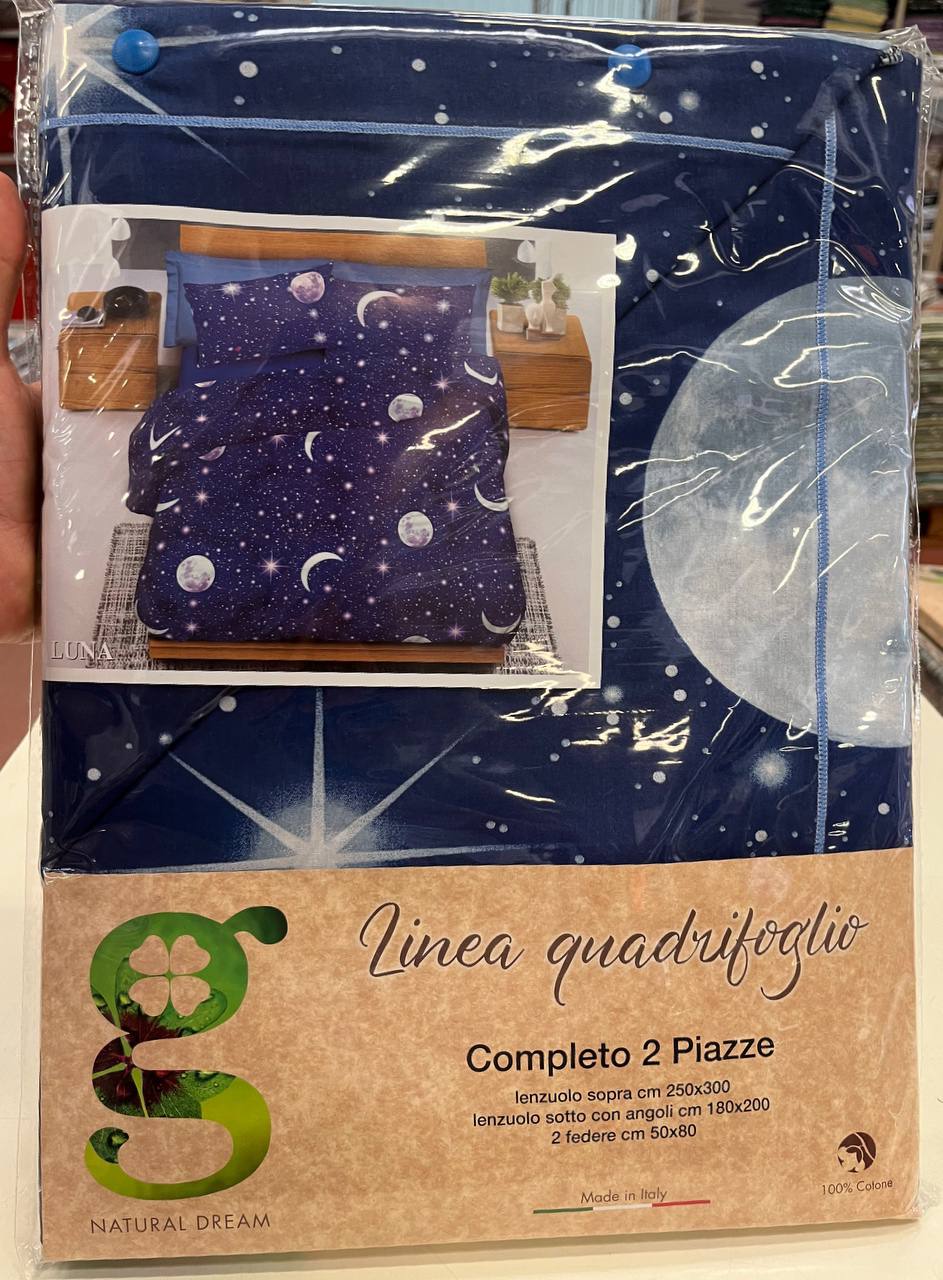 LUNA
Linea quadrifoglio
Completo 2 Piazze
lenzuolo sopra cm 250x300
lenzuolo sotto con angoli cm 180x200
2 federe cm 50x80
Made in Italy
100% Cotone
g
NATURAL DREAM